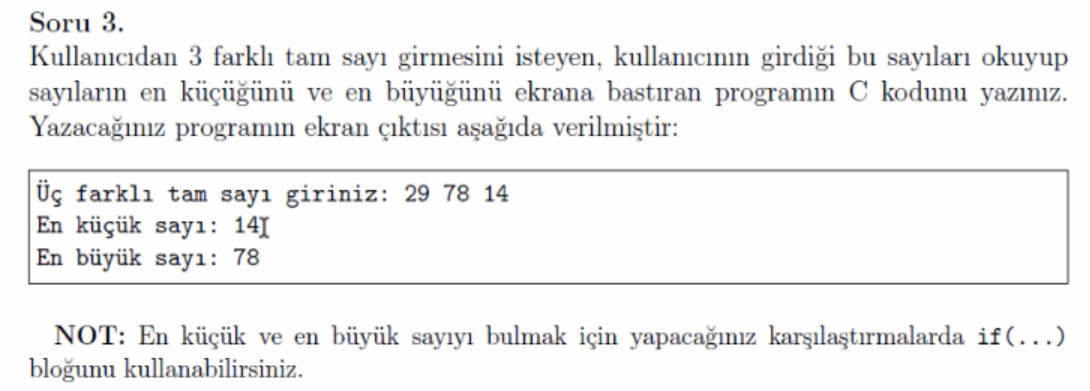 Soru 3.
Kullanıcıdan 3 farklı tam sayı girmesini isteyen, kullanıcının girdiği bu sayıları okuyup
sayıların en küçüğünü ve en büyüğünü ekrana bastıran programın C kodunu yazınız.
Yazacağınız programın ekran çıktısı aşağıda verilmiştir:
Üç farklı tam sayı giriniz: 29 78 14
En küçük sayı: 14
En büyük sayı: 78
NOT: En küçük ve en büyük sayıyı bulmak için yapacağınız karşılaştırmalarda if(...)
bloğunu kullanabilirsiniz.